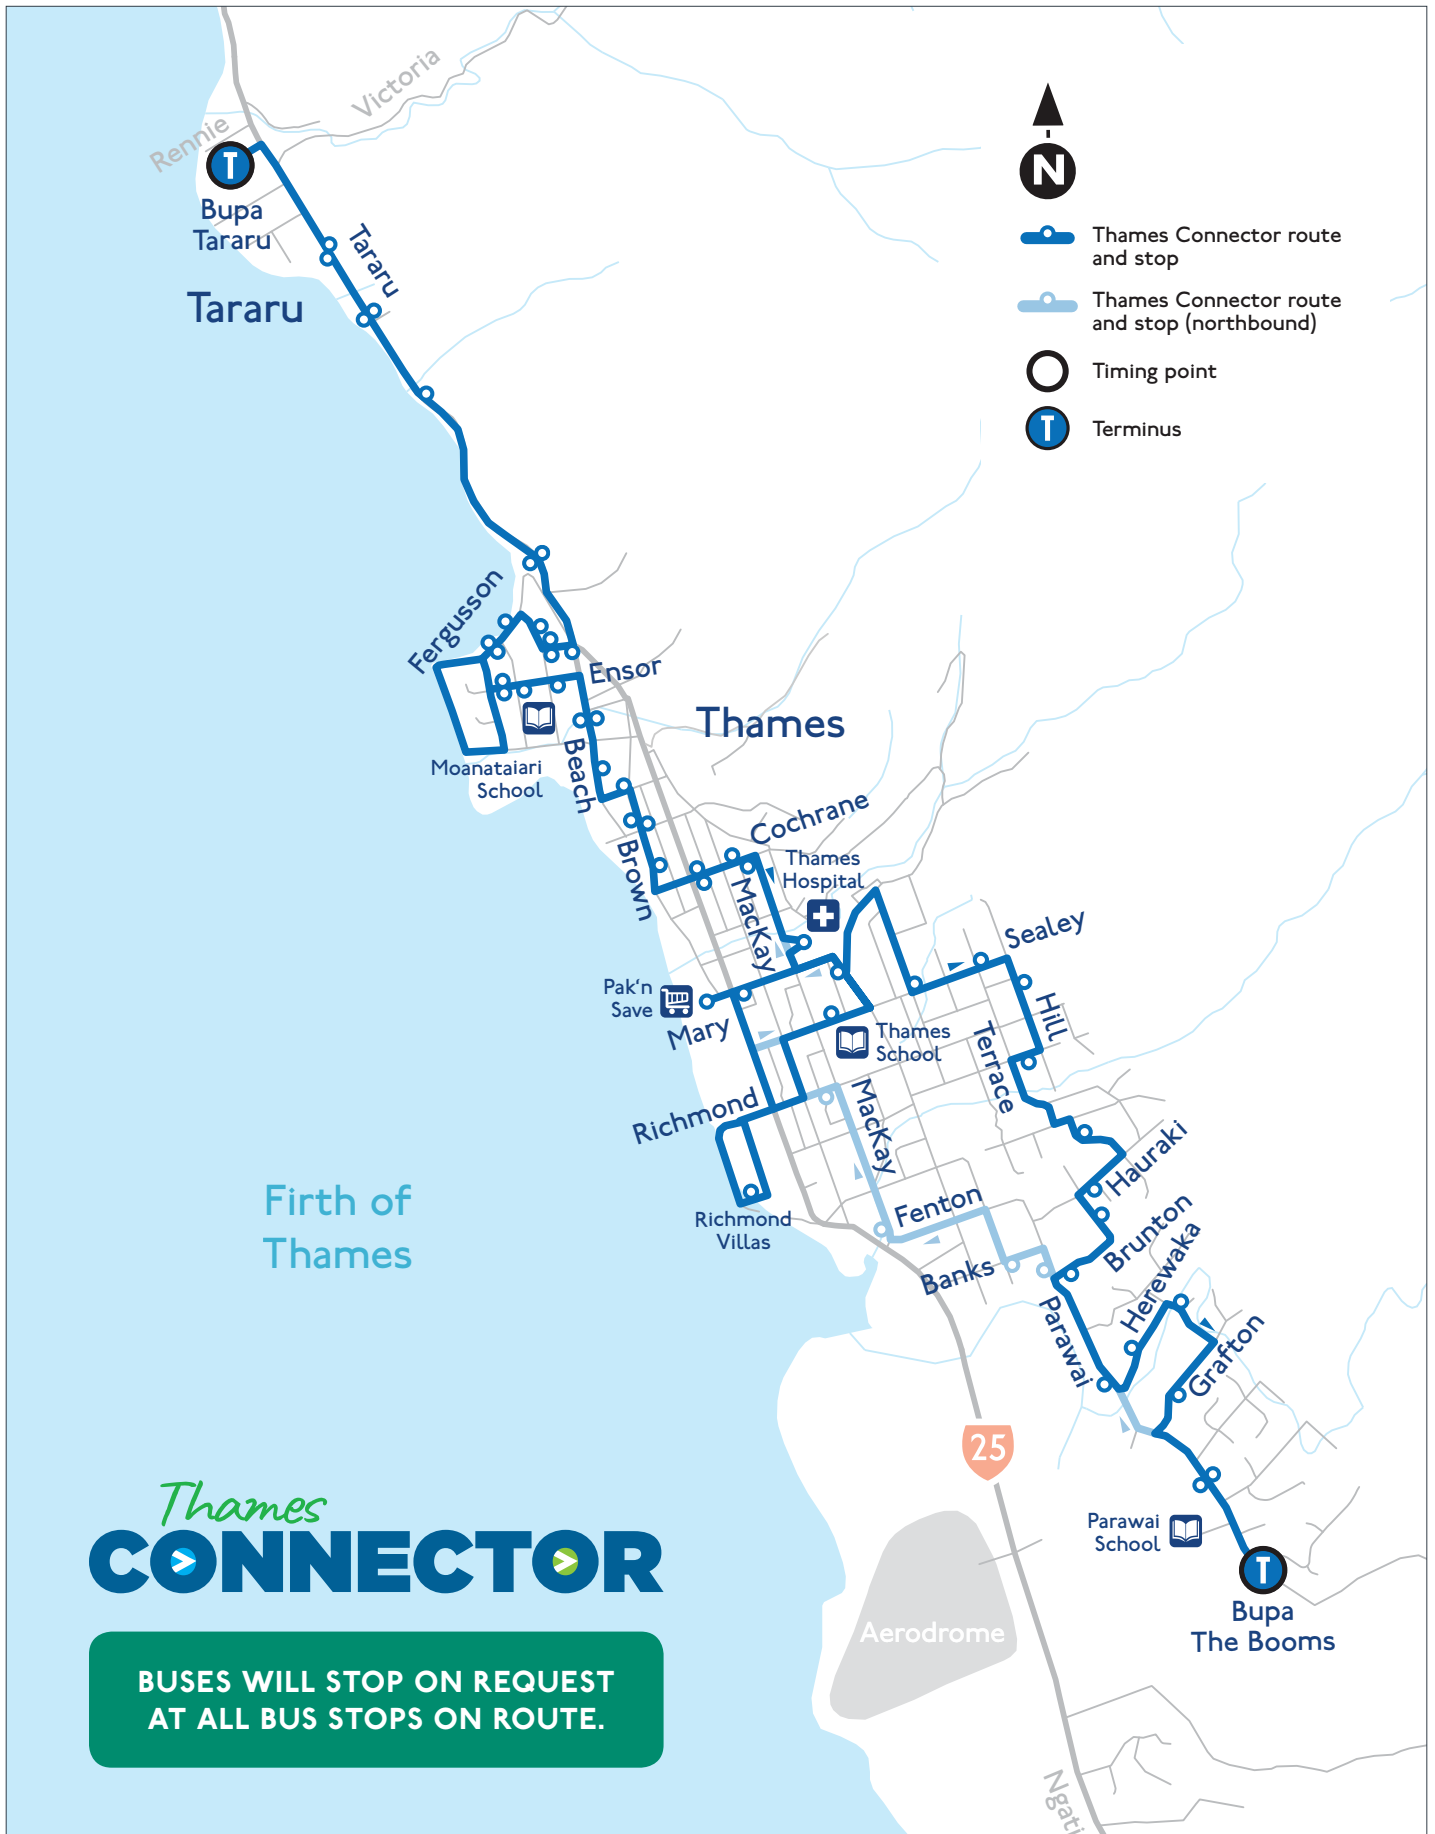 Victoria
Rennie
T
Bupa
Tararu
Tararu
Tararu
N
Thames Connector route
and stop
Thames Connector route
and stop (northbound)
Timing point
T
Terminus
Fergusson
Ensor
Thames
Moanataiari
School
Beach
Cochrane
Brown
Thames
Hospital
MacKay
Sealey
Pak'n
Save
Mary
Hill
Thames
School
Terrace
Richmond
MacKay
Hauraki
Firth of
Thames
Richmond
Villas
Fenton
Brunton
Herewaka
Banks
Parawai
Grafton
25
Thames
CONNECTOR
Parawai
School
T
Bupa
The Booms
Aerodrome
BUSES WILL STOP ON REQUEST
AT ALL BUS STOPS ON ROUTE.
Ngati